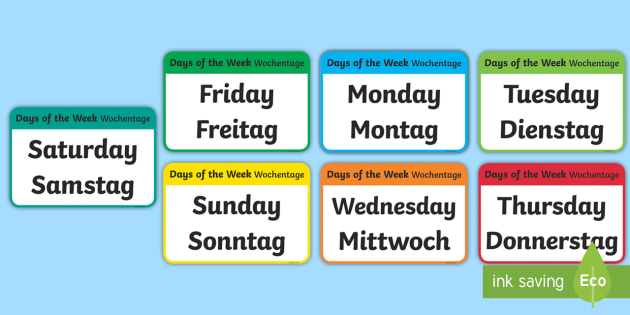 Days of the Week Wochentage
Saturday
Samstag
Days of the Week Wochentage
Friday
Freitag
Days of the Week Wochentage
Monday
Montag
Days of the Week Wochentage
Tuesday
Dienstag
Days of the Week Wochentage
Sunday
Sonntag
Days of the Week Wochentage
Wednesday
Mittwoch
Days of the Week Wochentage
Thursday
Donnerstag
ink saving Eco